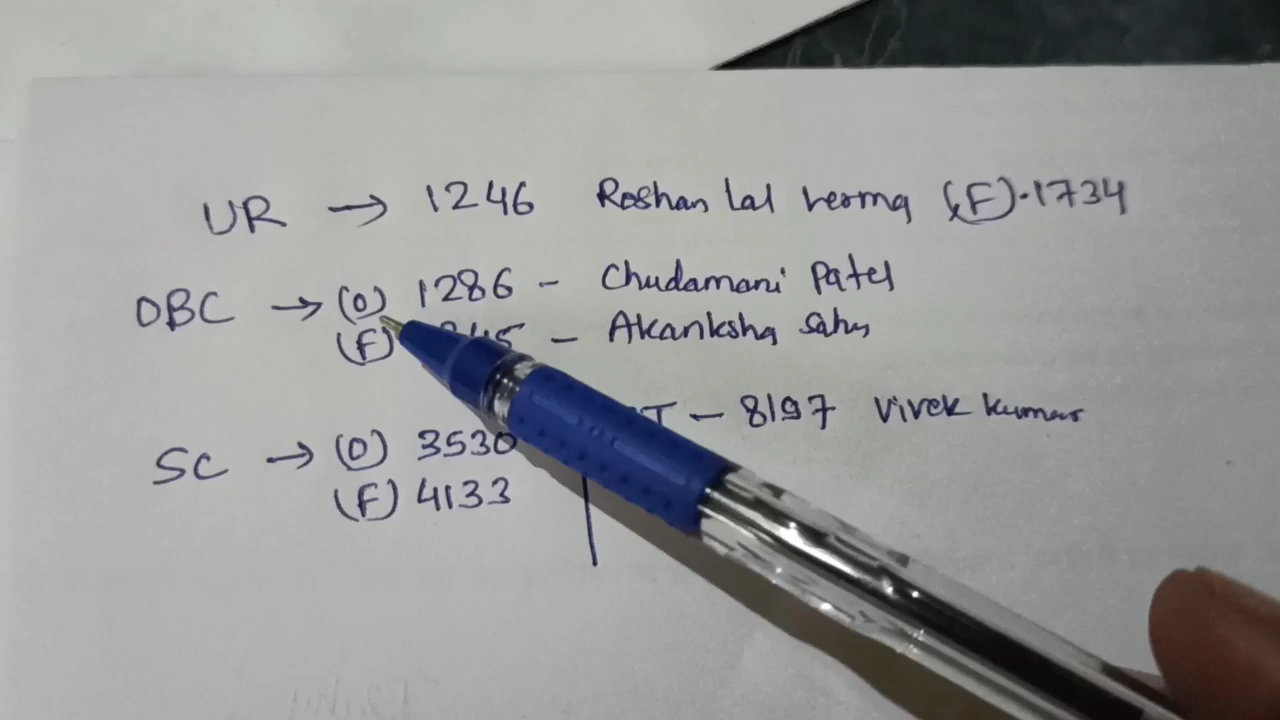 UR → 1246 Roshan Lal verma (F).1734
OBC → (O) 1286 - Chudamani Patel
(F) - Akanksha Sahu
- 8197 Vivek kumar
SC → (O) 3530
(F) 4133